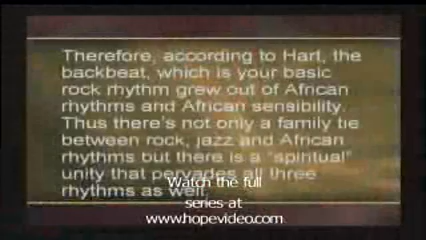 Therefore, according to Hart, the
backbeat, which is your basic
rock rhythm grew out of African
rhythms and African sensibility.
Thus there's not only a family tie
between rock, jazz and African
rhythms but there is a "spiritual"
unity that pervades all three
rhythms as well.
Watch the full
series at
www.hopevideo.com